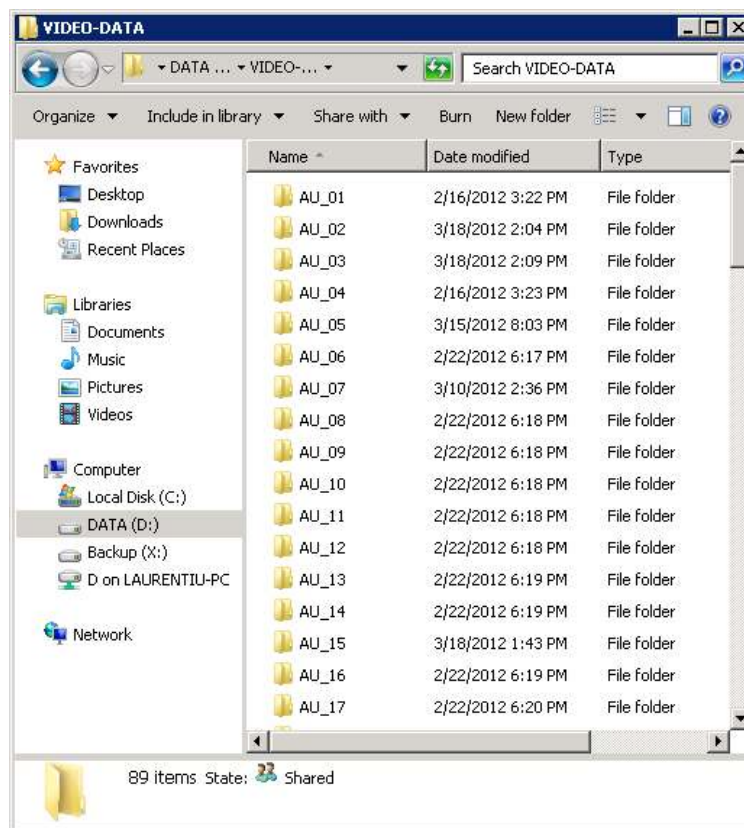 VIDEO-DATA
DATA ... VIDEO-... Search VIDEO-DATA
Organize Include in library Share with Burn New folder
Favorites
Desktop
Downloads
Recent Places
Libraries
Documents
Music
Pictures
Videos
Computer
Local Disk (C:)
DATA (D:)
Backup (X:)
D on LAURENTIU-PC
Network
Name Date modified Type
AU_01 2/16/2012 3:22 PM File folder
AU_02 3/18/2012 2:04 PM File folder
AU_03 3/18/2012 2:09 PM File folder
AU_04 2/16/2012 3:23 PM File folder
AU_05 3/15/2012 8:03 PM File folder
AU_06 2/22/2012 6:17 PM File folder
AU_07 3/10/2012 2:36 PM File folder
AU_08 2/22/2012 6:18 PM File folder
AU_09 2/22/2012 6:18 PM File folder
AU_10 2/22/2012 6:18 PM File folder
AU_11 2/22/2012 6:18 PM File folder
AU_12 2/22/2012 6:18 PM File folder
AU_13 2/22/2012 6:19 PM File folder
AU_14 2/22/2012 6:19 PM File folder
AU_15 3/18/2012 1:43 PM File folder
AU_16 2/22/2012 6:19 PM File folder
AU_17 2/22/2012 6:20 PM File folder
89 items State: Shared